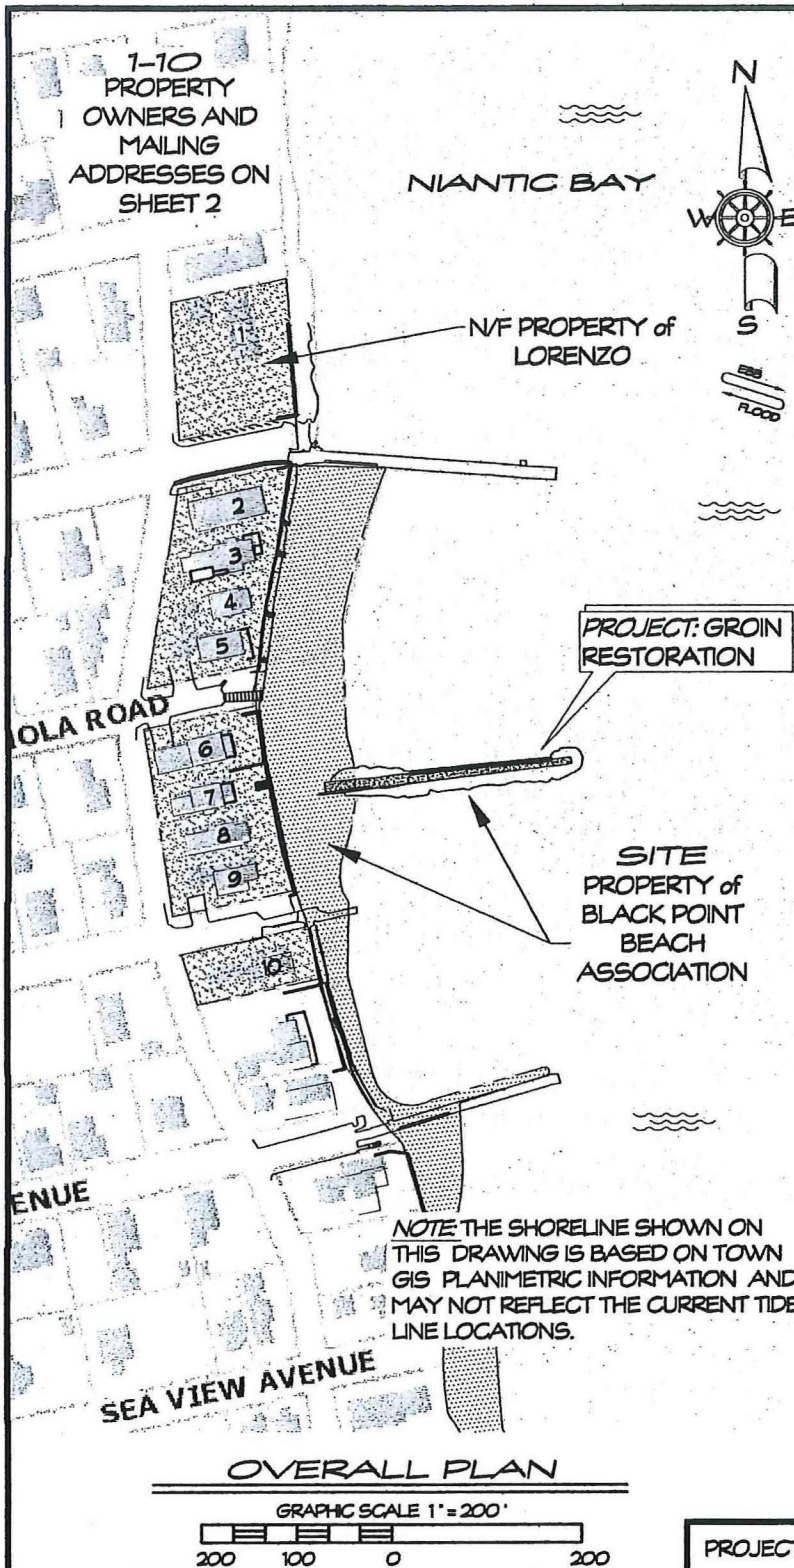 1-10
PROPERTY
OWNERS AND
MAILING
ADDRESSES ON
SHEET 2
NIANTIC BAY
N
W
E
S
EBB
FLOOD
1
N/F PROPERTY of
LORENZO
2
3
4
5
PROJECT: GROIN
RESTORATION
IOLA ROAD
6
7
8
9
10
SITE
PROPERTY of
BLACK POINT
BEACH
ASSOCIATION
ENUE
NOTE THE SHORELINE SHOWN ON
THIS DRAWING IS BASED ON TOWN
GIS PLANIMETRIC INFORMATION AND
MAY NOT REFLECT THE CURRENT TIDE
LINE LOCATIONS.
SEA VIEW AVENUE
OVERALL PLAN
GRAPHIC SCALE 1"=200'
200 100 0 200
PROJECT